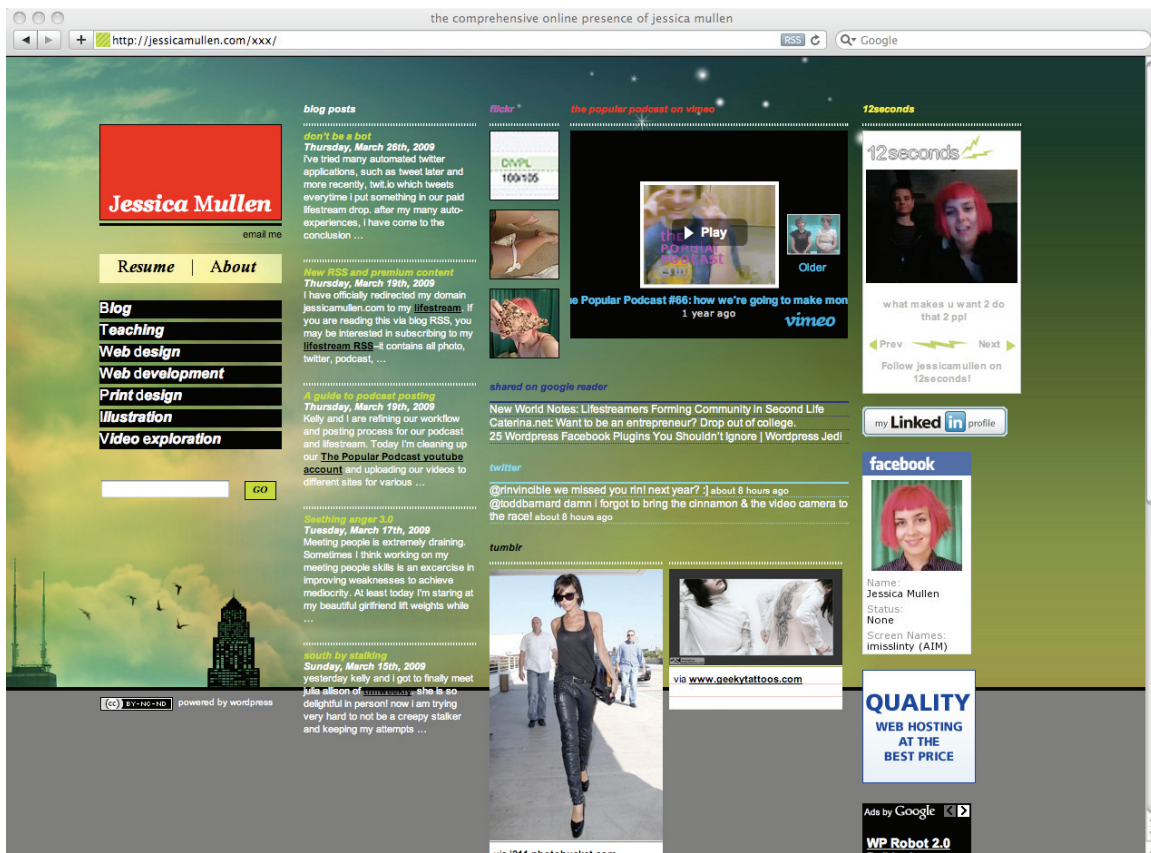 the comprehensive online presence of jessica mullen
http://jessicamullen.com/xxx/
RSS
Google
Jessica Mullen
email me
Resume | About
Blog
Teaching
Web design
Web development
Print design
Illustration
Video exploration
GO
(cc) BY-NC-ND powered by wordpress
blog posts
don't be a bot
Thursday, March 26th, 2009
i've tried many automated twitter
applications, such as tweet later and
more recently, twit.io which tweets
everytime i put something in our paid
lifestream drop. after my many auto-
experiences, i have come to the
conclusion ...
New RSS and premium content
Thursday, March 19th, 2009
I have officially redirected my domain
jessicamullen.com to my lifestream. If
you are reading this via blog RSS, you
may be interested in subscribing to my
lifestream RSS–it contains all photo,
twitter, podcast, ...
A guide to podcast posting
Thursday, March 19th, 2009
Kelly and I are refining our workflow
and posting process for our podcast
and lifestream. Today I'm cleaning up
our The Popular Podcast youtube
account and uploading our videos to
different sites for various ...
Seething anger 3.0
Tuesday, March 17th, 2009
Meeting people is extremely draining.
Sometimes I think working on my
meeting people skills is an excercise in
improving weaknesses to achieve
mediocrity. At least today I'm staring at
my beautiful girlfriend lift weights while
...
south by stalking
Sunday, March 15th, 2009
yesterday kelly and i got to finally meet
julia allison of tmiweekly. she is so
delightful in person! now i am trying
very hard to not be a creepy stalker
and keeping my attempts ...
flickr
DIVPL
100/105
the popular podcast on vimeo
the
POPULAR
PODCAST
Play
Older
e Popular Podcast #66: how we're going to make mon
1 year ago
vimeo
shared on google reader
New World Notes: Lifestreamers Forming Community in Second Life
Caterina.net: Want to be an entrepreneur? Drop out of college.
25 Wordpress Facebook Plugins You Shouldn't Ignore | Wordpress Jedi
twitter
@rinvincible we missed you rin! next year? :] about 8 hours ago
@toddbarnard damn i forgot to bring the cinnamon & the video camera to
the race! about 8 hours ago
tumblr
via www.geekytattoos.com
12seconds
12seconds
what makes u want 2 do
that 2 ppl
Prev Next
Follow jessicamullen on
12seconds!
my Linked in profile
facebook
Name:
Jessica Mullen
Status:
None
Screen Names:
imisslinty (AIM)
QUALITY
WEB HOSTING
AT THE
BEST PRICE
Ads by Google
WP Robot 2.0